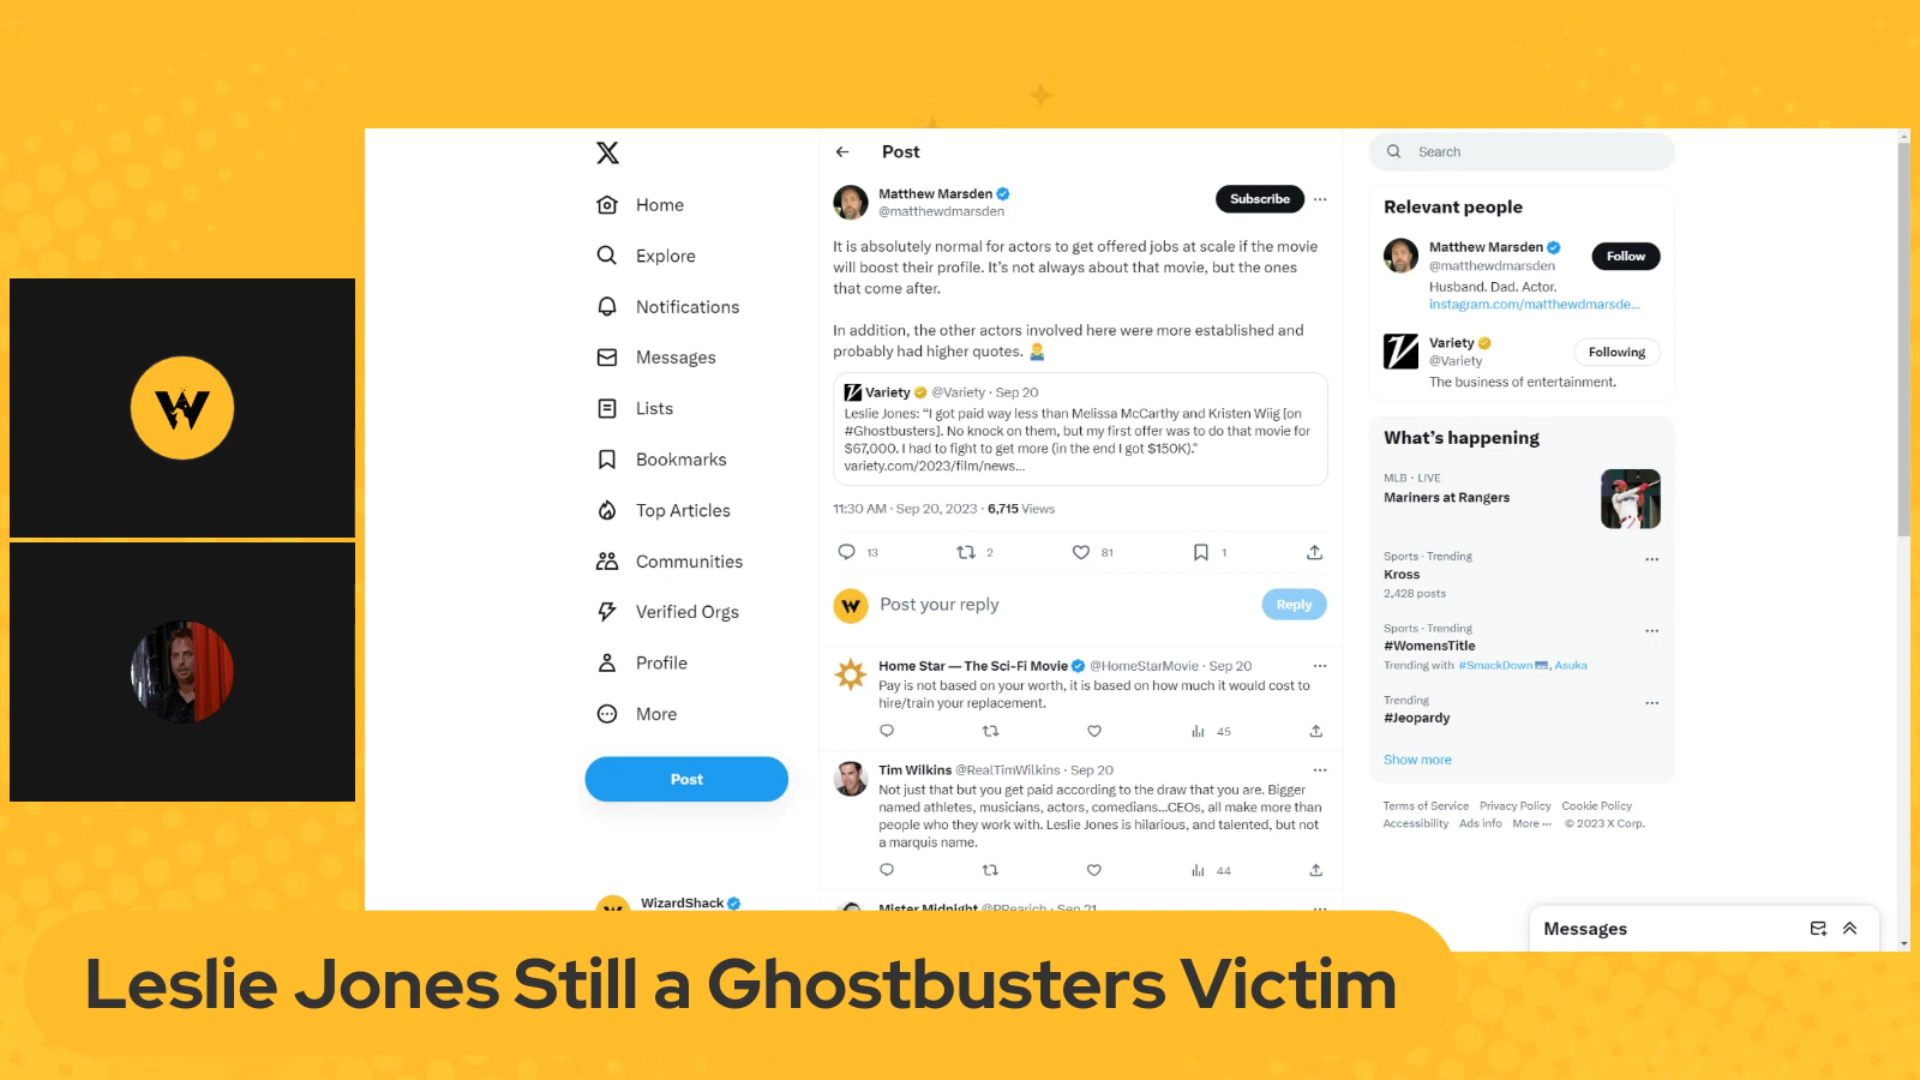 W
Home
Explore
Notifications
Messages
Lists
Bookmarks
Top Articles
Communities
Verified Orgs
Profile
More
Post
WizardShack
Post
Matthew Marsden
@matthewdmarsden
Subscribe
It is absolutely normal for actors to get offered jobs at scale if the movie
will boost their profile. It's not always about that movie, but the ones
that come after.
In addition, the other actors involved here were more established and
probably had higher quotes.
Variety @Variety · Sep 20
Leslie Jones: "I got paid way less than Melissa McCarthy and Kristen Wiig [on
#Ghostbusters]. No knock on them, but my first offer was to do that movie for
$67,000. I had to fight to get more (in the end I got $150K)."
variety.com/2023/film/news...
11:30 AM · Sep 20, 2023 · 6,715 Views
13 2 81 1
W Post your reply Reply
Home Star — The Sci-Fi Movie @HomeStarMovie · Sep 20
Pay is not based on your worth, it is based on how much it would cost to
hire/train your replacement.
45
Tim Wilkins @RealTimWilkins · Sep 20
Not just that but you get paid according to the draw that you are. Bigger
named athletes, musicians, actors, comedians...CEOs, all make more than
people who they work with. Leslie Jones is hilarious, and talented, but not
a marquis name.
44
Mister Midnight Sep 21
Search
Relevant people
Matthew Marsden
@matthewdmarsden
Follow
Husband. Dad. Actor.
instagram.com/matthewdmarsde...
Variety
@Variety
Following
The business of entertainment.
What's happening
MLB · LIVE
Mariners at Rangers
Sports · Trending
Kross
2,428 posts
Sports · Trending
#WomensTitle
Trending with #SmackDown, Asuka
Trending
#Jeopardy
Show more
Terms of Service Privacy Policy Cookie Policy
Accessibility Ads info More ··· © 2023 X Corp.
Messages
Leslie Jones Still a Ghostbusters Victim